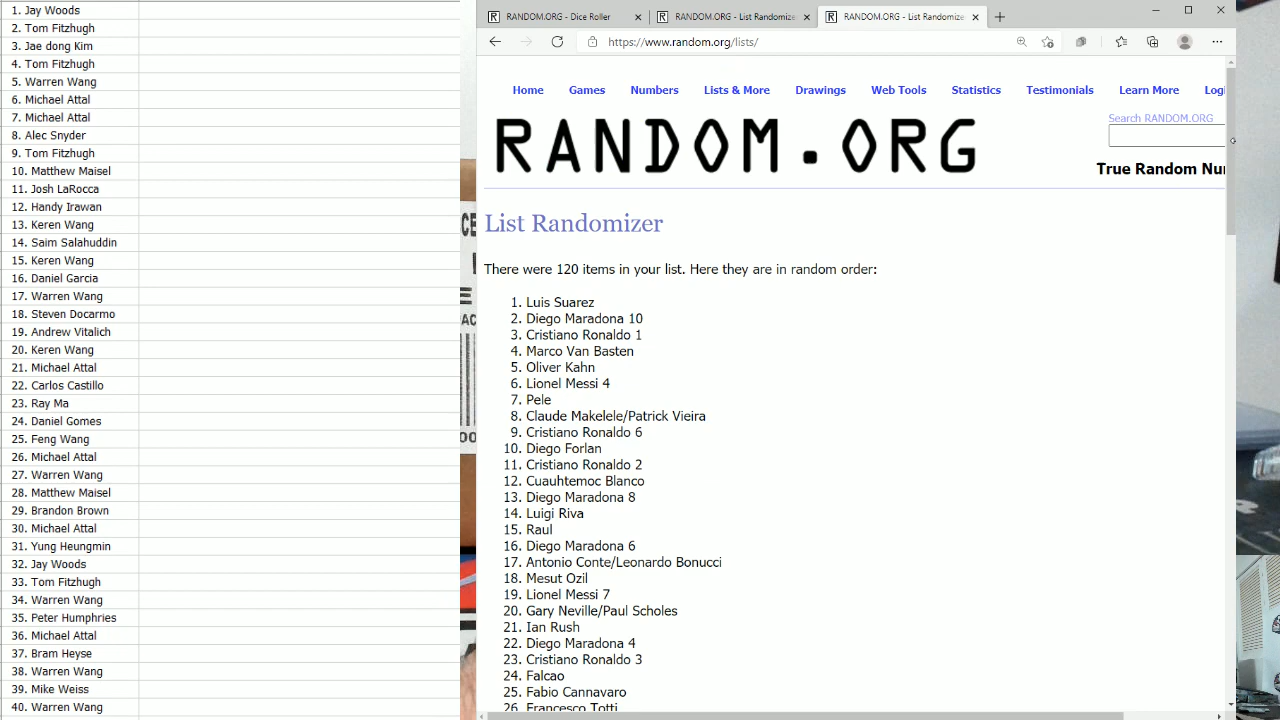 1. Jay Woods
2. Tom Fitzhugh
3. Jae dong Kim
4. Tom Fitzhugh
5. Warren Wang
6. Michael Attal
7. Michael Attal
8. Alec Snyder
9. Tom Fitzhugh
10. Matthew Maisel
11. Josh LaRocca
12. Handy Irawan
13. Keren Wang
14. Saim Salahuddin
15. Keren Wang
16. Daniel Garcia
17. Warren Wang
18. Steven Docarmo
19. Andrew Vitalich
20. Keren Wang
21. Michael Attal
22. Carlos Castillo
23. Ray Ma
24. Daniel Gomes
25. Feng Wang
26. Michael Attal
27. Warren Wang
28. Matthew Maisel
29. Brandon Brown
30. Michael Attal
31. Yung Heungmin
32. Jay Woods
33. Tom Fitzhugh
34. Warren Wang
35. Peter Humphries
36. Michael Attal
37. Bram Heyse
38. Warren Wang
39. Mike Weiss
40. Warren Wang
RANDOM.ORG - Dice Roller
RANDOM.ORG - List Randomize
RANDOM.ORG - List Randomize
https://www.random.org/lists/
Home Games Numbers Lists & More Drawings Web Tools Statistics Testimonials Learn More Logi
RANDOM.ORG
Search RANDOM.ORG
True Random Nu
List Randomizer
There were 120 items in your list. Here they are in random order:
1. Luis Suarez
2. Diego Maradona 10
3. Cristiano Ronaldo 1
4. Marco Van Basten
5. Oliver Kahn
6. Lionel Messi 4
7. Pele
8. Claude Makelele/Patrick Vieira
9. Cristiano Ronaldo 6
10. Diego Forlan
11. Cristiano Ronaldo 2
12. Cuauhtemoc Blanco
13. Diego Maradona 8
14. Luigi Riva
15. Raul
16. Diego Maradona 6
17. Antonio Conte/Leonardo Bonucci
18. Mesut Ozil
19. Lionel Messi 7
20. Gary Neville/Paul Scholes
21. Ian Rush
22. Diego Maradona 4
23. Cristiano Ronaldo 3
24. Falcao
25. Fabio Cannavaro
26. Francesco Totti